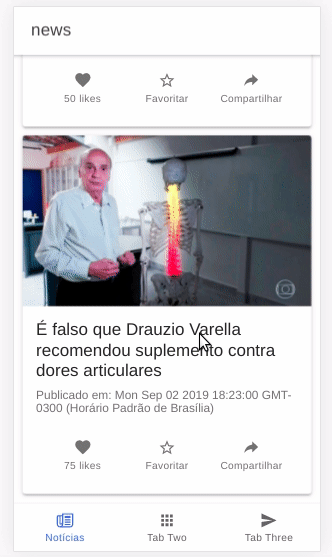 news
50 likes
Favoritar
Compartilhar
É falso que Drauzio Varella
recomendou suplemento contra
dores articulares
Publicado em: Mon Sep 02 2019 18:23:00 GMT-
0300 (Horário Padrão de Brasília)
75 likes
Favoritar
Compartilhar
Notícias
Tab Two
Tab Three